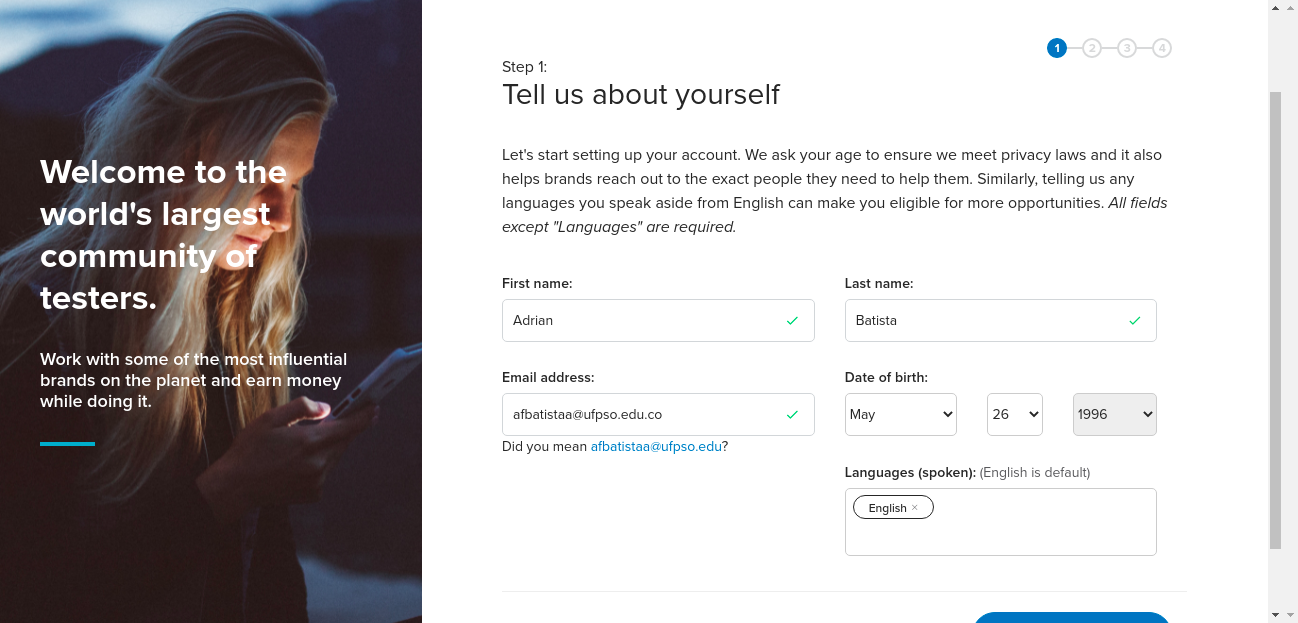 Welcome to the
world's largest
community of
testers.
Work with some of the most influential
brands on the planet and earn money
while doing it.
1 2 3 4
Step 1:
Tell us about yourself
Let's start setting up your account. We ask your age to ensure we meet privacy laws and it also
helps brands reach out to the exact people they need to help them. Similarly, telling us any
languages you speak aside from English can make you eligible for more opportunities. All fields
except "Languages" are required.
First name:
Last name:
Adrian
Batista
Email address:
Date of birth:
afbatistaa@ufpso.edu.co
May
26
1996
Did you mean afbatistaa@ufpso.edu?
Languages (spoken): (English is default)
English ×